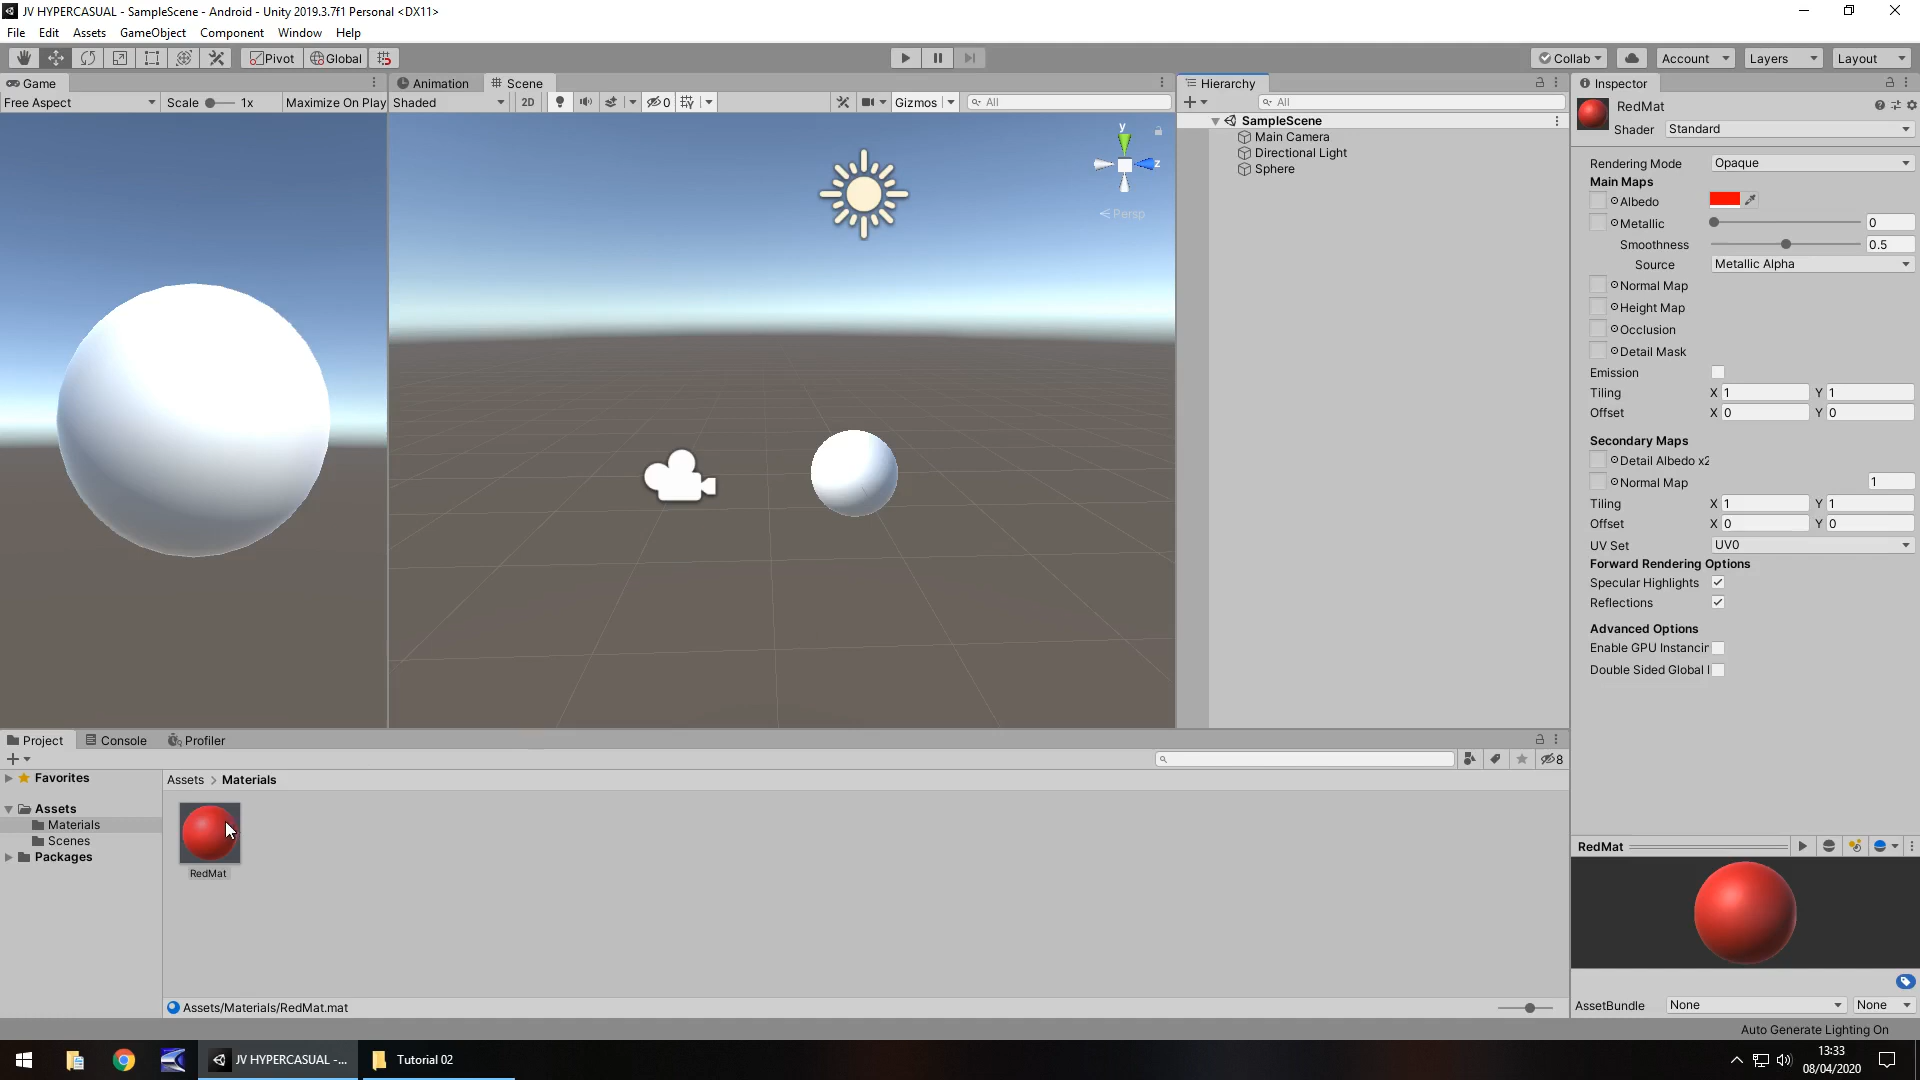 JV HYPERCASUAL - SampleScene - Android - Unity 2019.3.7f1 Personal <DX11>
File Edit Assets GameObject Component Window Help
Pivot Global Collab Account Layers Layout
Game Animation Scene Hierarchy Inspector
Free Aspect Scale 1x Maximize On Play Shaded 2D 0 Gizmos All All
RedMat
Shader Standard
SampleScene
Main Camera
Directional Light
Sphere
y
z
Persp
Rendering Mode Opaque
Main Maps
Albedo
Metallic 0
Smoothness 0.5
Source Metallic Alpha
Normal Map
Height Map
Occlusion
Detail Mask
Emission
Tiling X 1 Y 1
Offset X 0 Y 0
Secondary Maps
Detail Albedo x2
Normal Map 1
Tiling X 1 Y 1
Offset X 0 Y 0
UV Set UV0
Forward Rendering Options
Specular Highlights
Reflections
Advanced Options
Enable GPU Instancin
Double Sided Global I
Project Console Profiler
8
Favorites
Assets
Materials
Scenes
Packages
Assets > Materials
RedMat
Assets/Materials/RedMat.mat
RedMat
AssetBundle None None
Auto Generate Lighting On
JV HYPERCASUAL -... Tutorial 02
13:33
08/04/2020